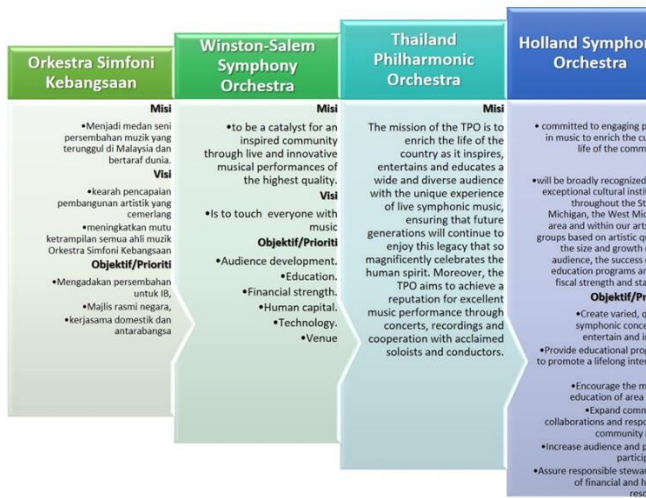 Orkestra Simfoni
Kebangsaan
Misi
•Menjadi medan seni
persembahan muzik yang
terunggul di Malaysia dan
bertaraf dunia.
Visi
•kearah pencapaian
pembangunan artistik yang
cemerlang
•meningkatkan mutu
ketrampilan semua ahli muzik
Orkestra Simfoni Kebangsaan
Objektif/Prioriti
•Mengadakan persembahan
untuk IB,
•Majlis rasmi negara,
•kerjasama domestik dan
antarabangsa
Winston-Salem
Symphony
Orchestra
Misi
•to be a catalyst for an
inspired community
through live and innovative
musical performances of
the highest quality.
Visi
•Is to touch everyone with
music
Objektif/Prioriti
•Audience development.
•Education.
•Financial strength.
•Human capital.
•Technology.
•Venue
Thailand
Philharmonic
Orchestra
Misi
The mission of the TPO is to
enrich the life of the
country as it inspires,
entertains and educates a
wide and diverse audience
with the unique experience
of live symphonic music,
ensuring that future
generations will continue to
enjoy this legacy that so
magnificently celebrates the
human spirit. Moreover, the
TPO aims to achieve a
reputation for excellent
music performance through
concerts, recordings and
cooperation with acclaimed
soloists and conductors.
Holland Symphon
Orchestra
• committed to engaging p
in music to enrich the cu
life of the comm
•will be broadly recognized
exceptional cultural instit
throughout the St
Michigan, the West Mic
area and within our arts
groups based on artistic qu
the size and growth
audience, the success
education programs an
fiscal strength and sta
Objektif/Pri
•Create varied, q
symphonic conce
entertain and i
•Provide educational prog
to promote a lifelong inte
•Encourage the m
education of area
•Expand comm
collaborations and respo
community
•Increase audience and p
partici
•Assure responsible stewar
of financial and h
reso